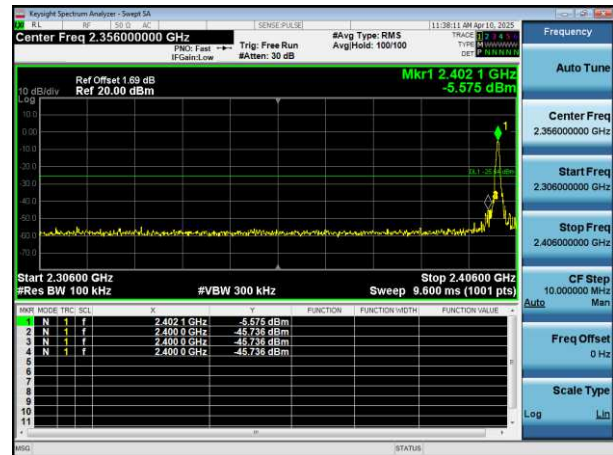 Keysight Spectrum Analyzer - Swept SA
RL RF 50 Ω AC SENSE:PULSE 11:38:11 AM Apr 10, 2025
Center Freq 2.356000000 GHz
PNO: Fast Trig: Free Run
IFGain:Low #Atten: 30 dB
#Avg Type: RMS
Avg|Hold: 100/100
TRACE 1 2 3 4 5 6
TYPE M W W W W W
DET P N N N N N
Frequency
Auto Tune
Center Freq
2.356000000 GHz
Start Freq
2.306000000 GHz
Stop Freq
2.406000000 GHz
CF Step
10.000000 MHz
Auto Man
Freq Offset
0 Hz
Scale Type
Log Lin
Ref Offset 1.69 dB
10 dB/div Ref 20.00 dBm
Log
Mkr1 2.402 1 GHz
-5.575 dBm
10.0
0.00
-10.0
-20.0
-30.0
-40.0
-50.0
-60.0
-70.0
1
Start 2.30600 GHz Stop 2.40600 GHz
#Res BW 100 kHz #VBW 300 kHz Sweep 9.600 ms (1001 pts)
MKR MODE TRC SCL X Y FUNCTION FUNCTION WIDTH FUNCTION VALUE
1 N 1 f 2.402 1 GHz -5.575 dBm
2 N 1 f 2.400 0 GHz -45.736 dBm
3 N 1 f 2.400 0 GHz -45.736 dBm
4 N 1 f 2.400 0 GHz -45.736 dBm
5
6
7
8
9
10
11
MSG STATUS